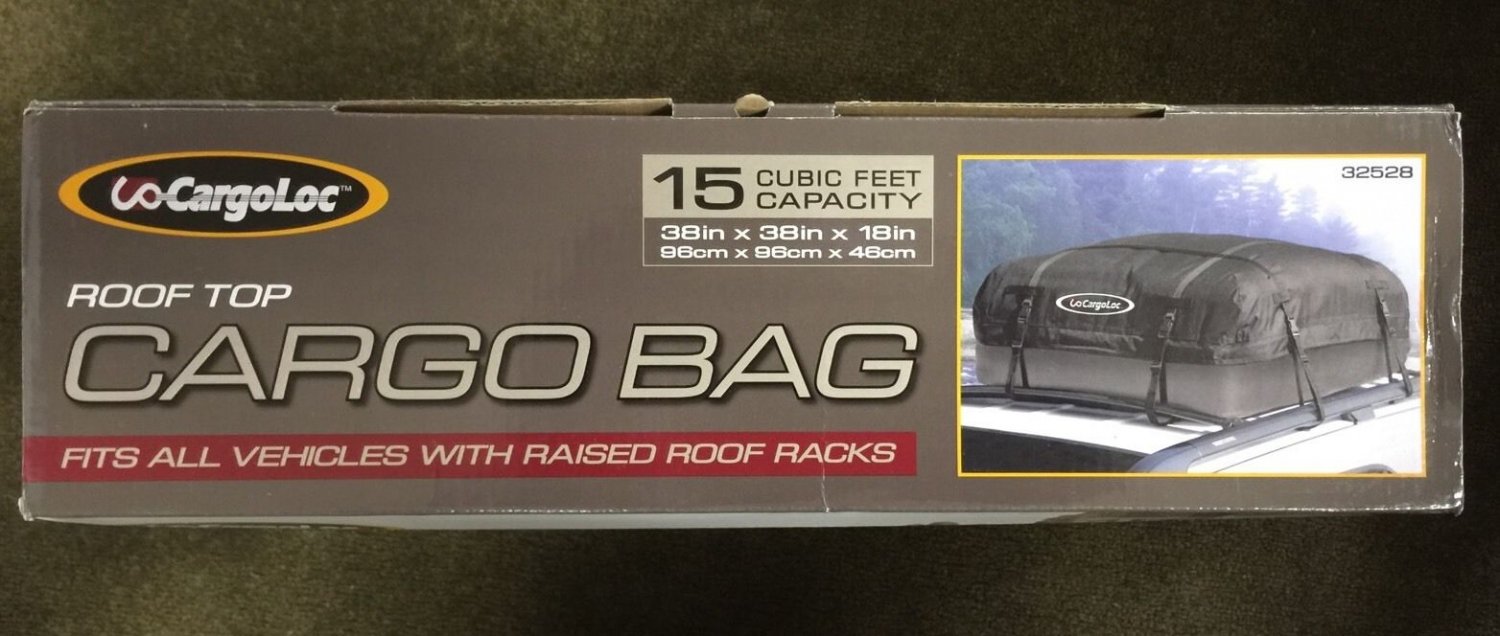 CargoLoc™
15 CUBIC FEET
CAPACITY
38in x 38in x 18in
96cm x 96cm x 46cm
ROOF TOP
CARGO BAG
FITS ALL VEHICLES WITH RAISED ROOF RACKS
32528
CargoLoc